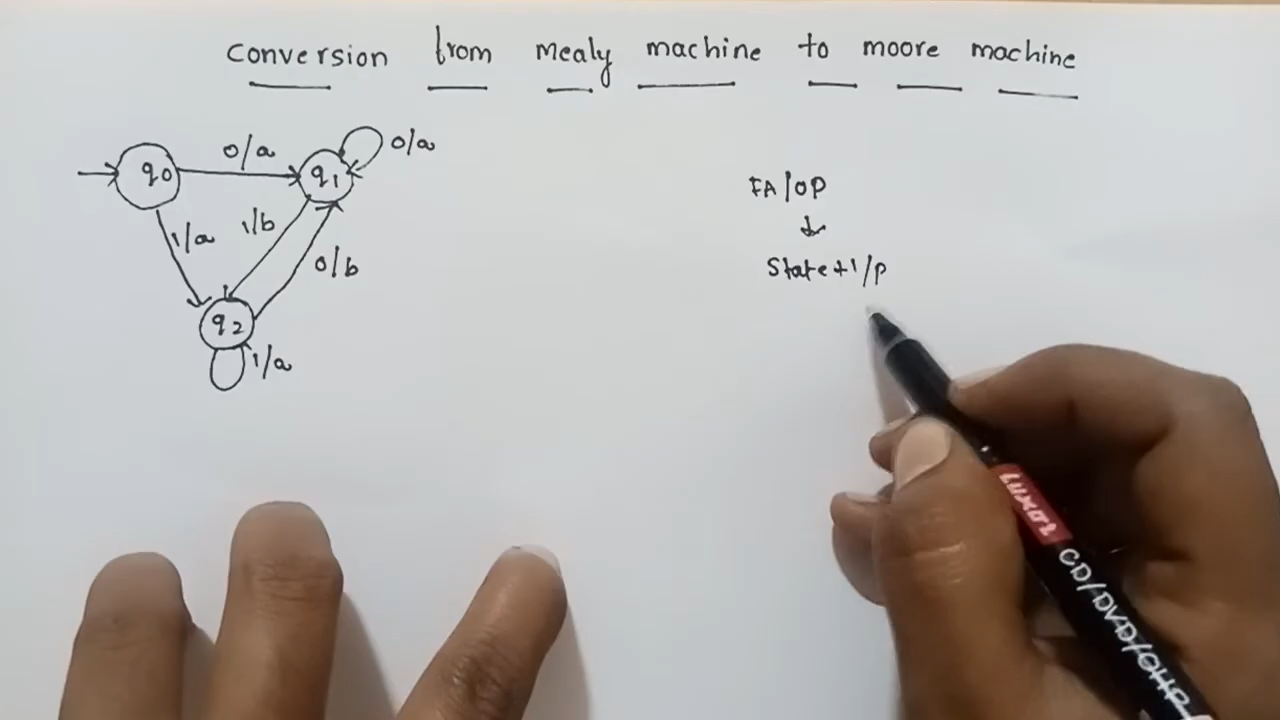 conversion from mealy machine to moore machine
0/a
0/a
q0
q1
FA/OP
1/a
1/b
0/b
State+1/p
q2
1/a
LUXOR
CD/DVD/OHP